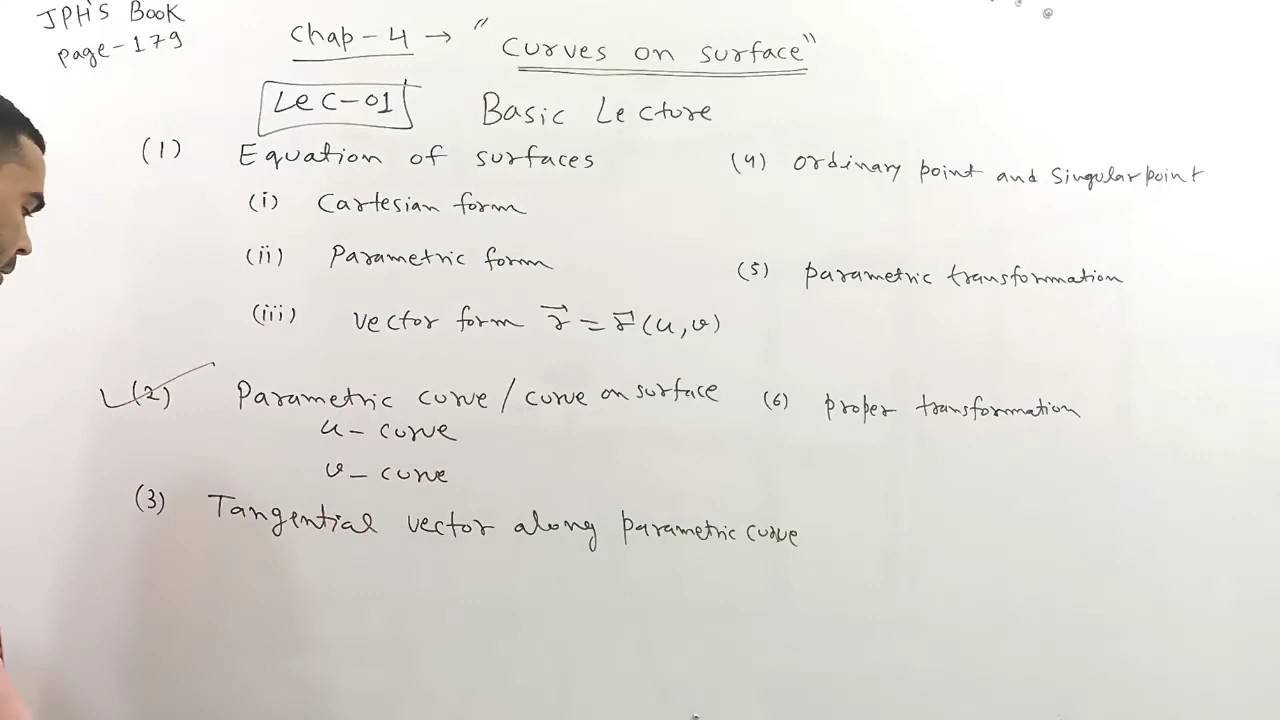 JPH'S Book
page-179
Chap-4 → "Curves on surface"
Lec-01 Basic Lecture
(1) Equation of surfaces
(i) Cartesian form
(ii) Parametric form
(iii) vector form r⃗ = r⃗ (u, v)
(2) Parametric curve / curve on surface
u - curve
v - curve
(3) Tangential vector along parametric curve
(4) ordinary point and singular point
(5) parametric transformation
(6) proper transformation